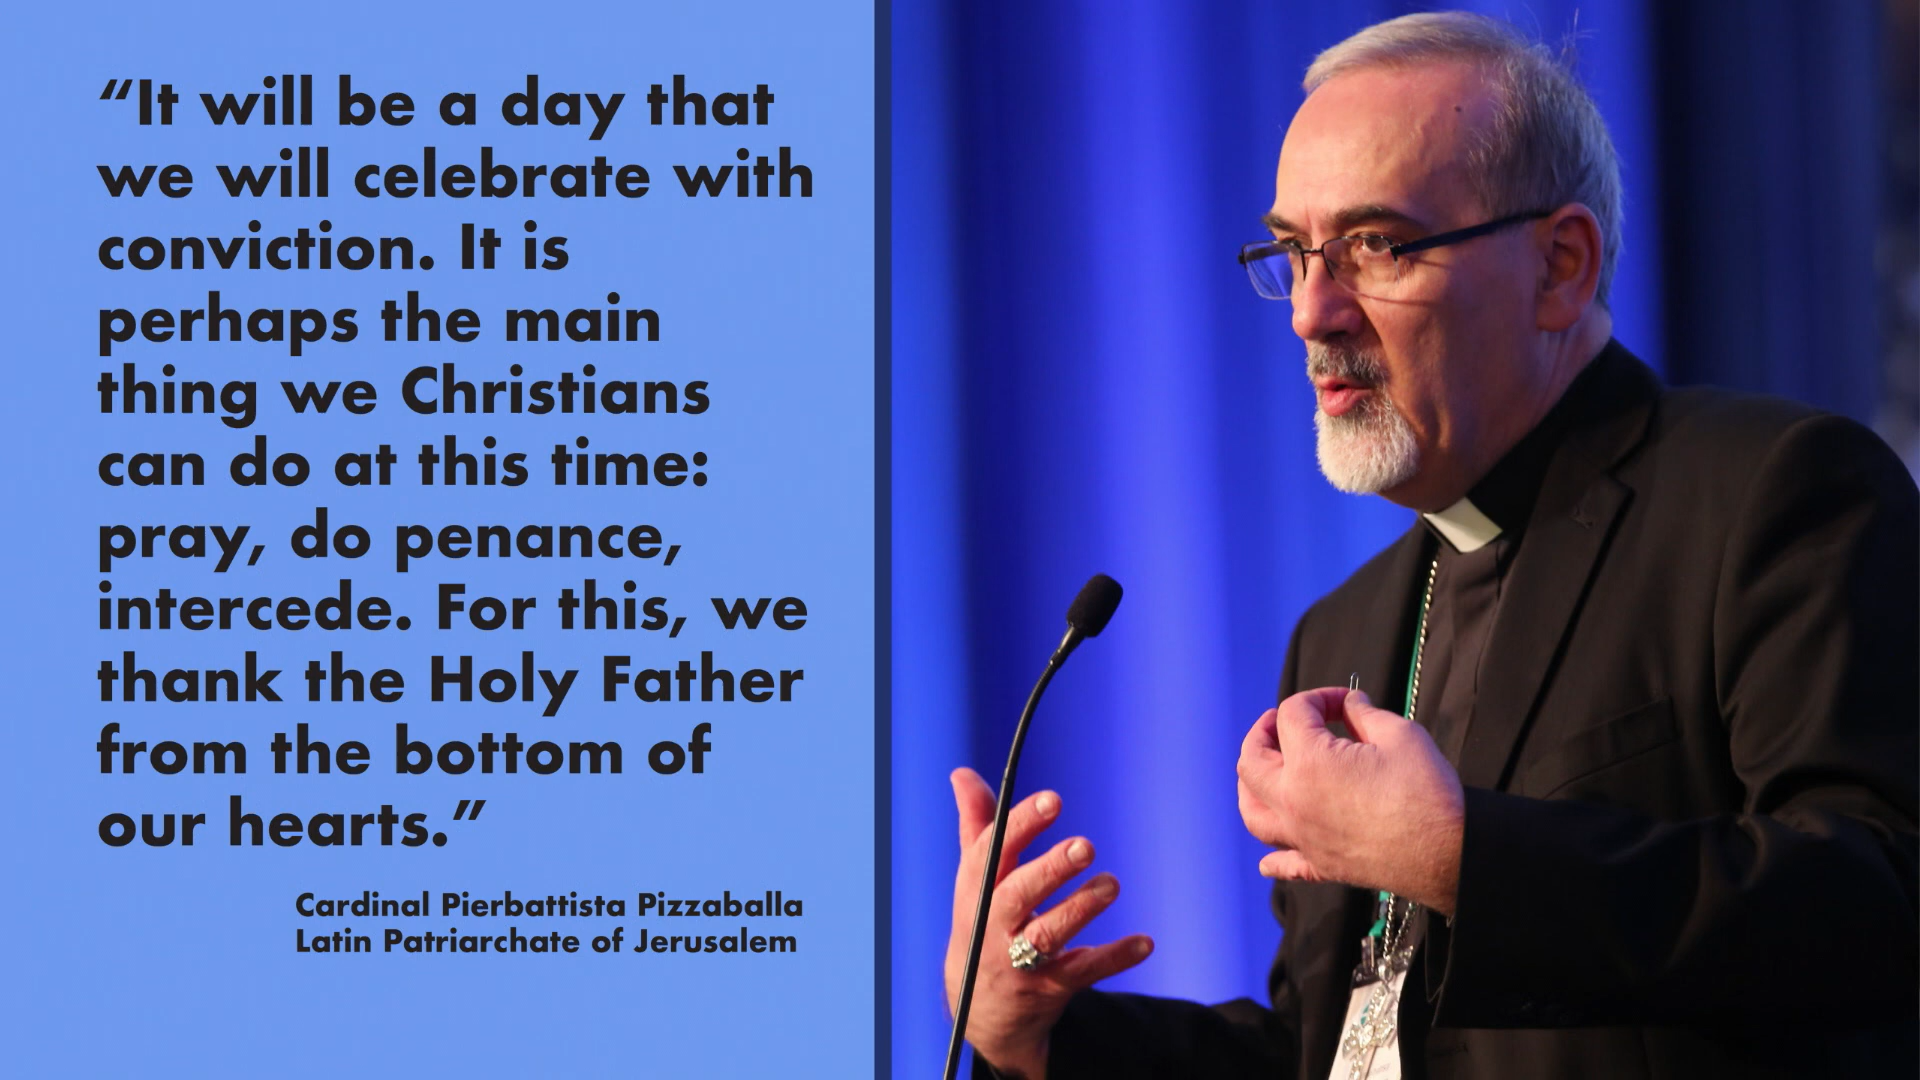 “It will be a day that
we will celebrate with
conviction. It is
perhaps the main
thing we Christians
can do at this time:
pray, do penance,
intercede. For this, we
thank the Holy Father
from the bottom of
our hearts.”
Cardinal Pierbattista Pizzaballa
Latin Patriarchate of Jerusalem